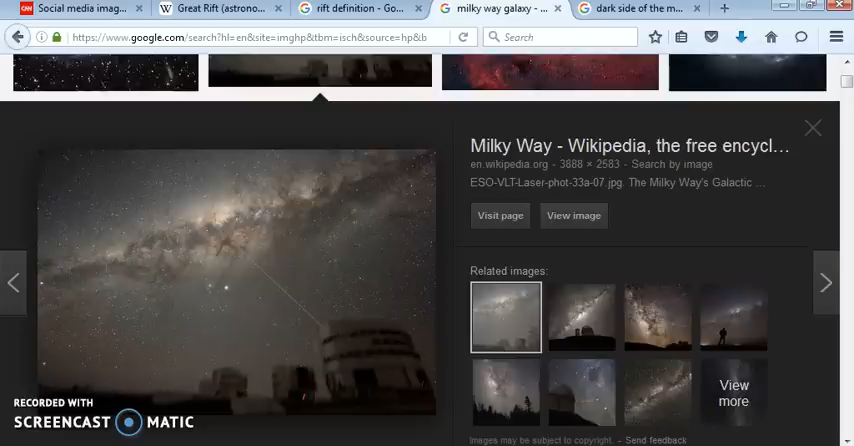 Social media imag...
Great Rift (astrono...
rift definition - Go...
milky way galaxy - ...
dark side of the m...
https://www.google.com/search?hl=en&site=imghp&tbm=isch&source=hp&b
Search
Milky Way - Wikipedia, the free encycl...
en.wikipedia.org - 3888 × 2583 - Search by image
ESO-VLT-Laser-phot-33a-07.jpg. The Milky Way's Galactic ...
Visit page
View image
Related images:
View
more
Images may be subject to copyright. - Send feedback
RECORDED WITH
SCREENCAST MATIC